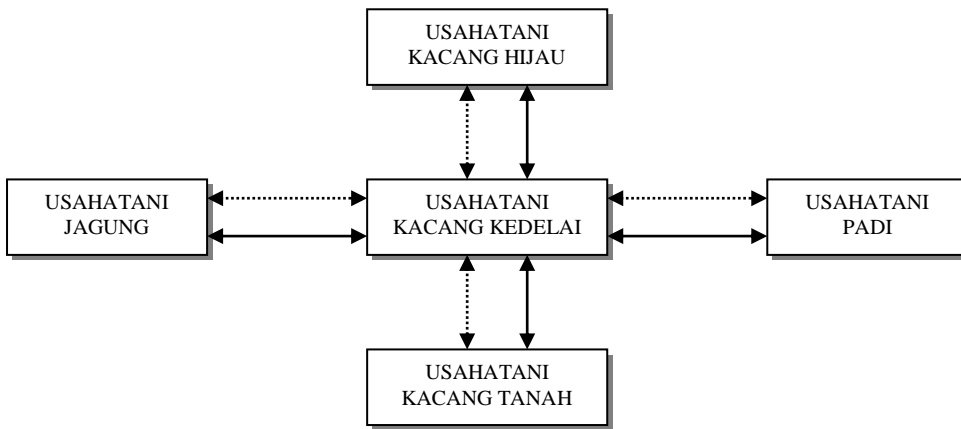 USAHATANI
KACANG HIJAU
USAHATANI
JAGUNG
USAHATANI
KACANG KEDELAI
USAHATANI
PADI
USAHATANI
KACANG TANAH